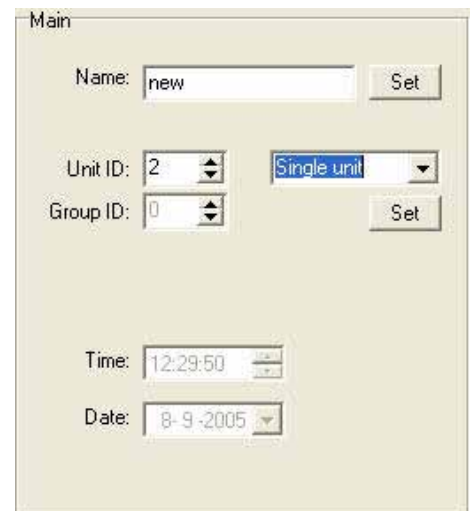 Main
Name: new Set
Unit ID: 2 Single unit
Group ID: 0 Set
Time: 12:29:50
Date: 8- 9 -2005